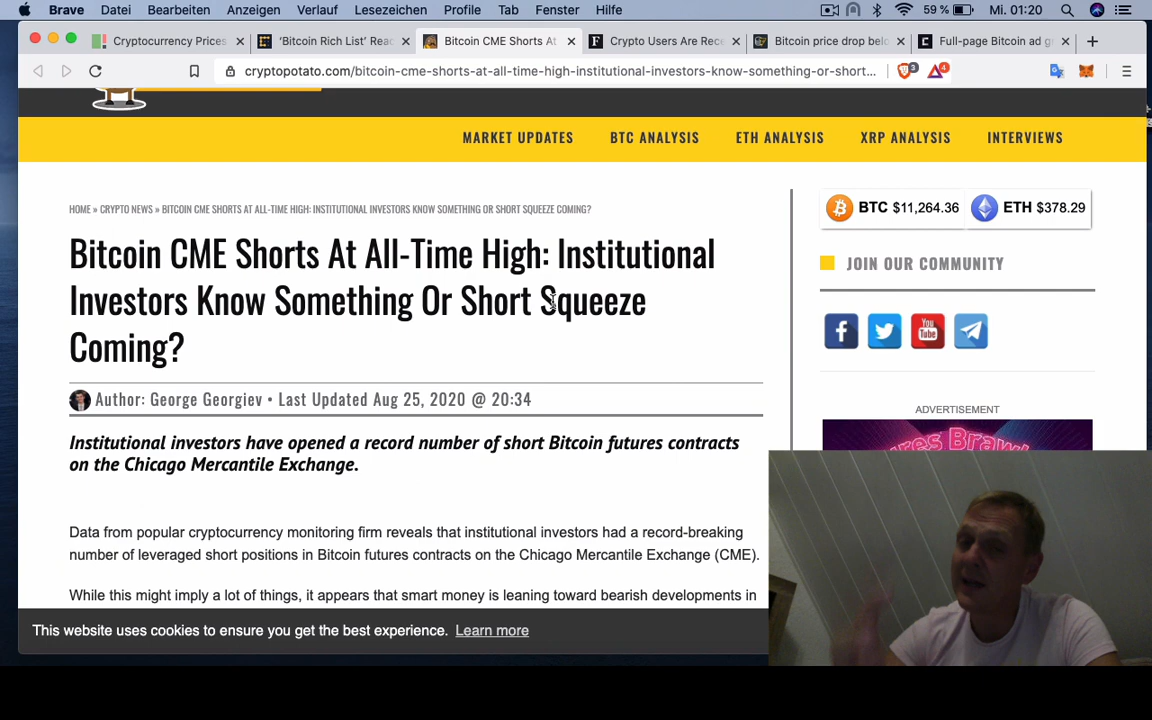 Brave Datei Bearbeiten Anzeigen Verlauf Lesezeichen Profile Tab Fenster Hilfe 59 % Mi. 01:20
Cryptocurrency Prices 'Bitcoin Rich List' Reac Bitcoin CME Shorts At Crypto Users Are Rece Bitcoin price drop belo Full-page Bitcoin ad g
cryptopotato.com/bitcoin-cme-shorts-at-all-time-high-institutional-investors-know-something-or-short... 3 4
MARKET UPDATES BTC ANALYSIS ETH ANALYSIS XRP ANALYSIS INTERVIEWS
HOME » CRYPTO NEWS » BITCOIN CME SHORTS AT ALL-TIME HIGH: INSTITUTIONAL INVESTORS KNOW SOMETHING OR SHORT SQUEEZE COMING?
BTC $11,264.36 ETH $378.29
Bitcoin CME Shorts At All-Time High: Institutional
Investors Know Something Or Short Squeeze
Coming?
JOIN OUR COMMUNITY
You
Tube
Author: George Georgiev • Last Updated Aug 25, 2020 @ 20:34
ADVERTISEMENT
Institutional investors have opened a record number of short Bitcoin futures contracts
on the Chicago Mercantile Exchange.
Data from popular cryptocurrency monitoring firm reveals that institutional investors had a record-breaking
number of leveraged short positions in Bitcoin futures contracts on the Chicago Mercantile Exchange (CME).
While this might imply a lot of things, it appears that smart money is leaning toward bearish developments in
This website uses cookies to ensure you get the best experience. Learn more